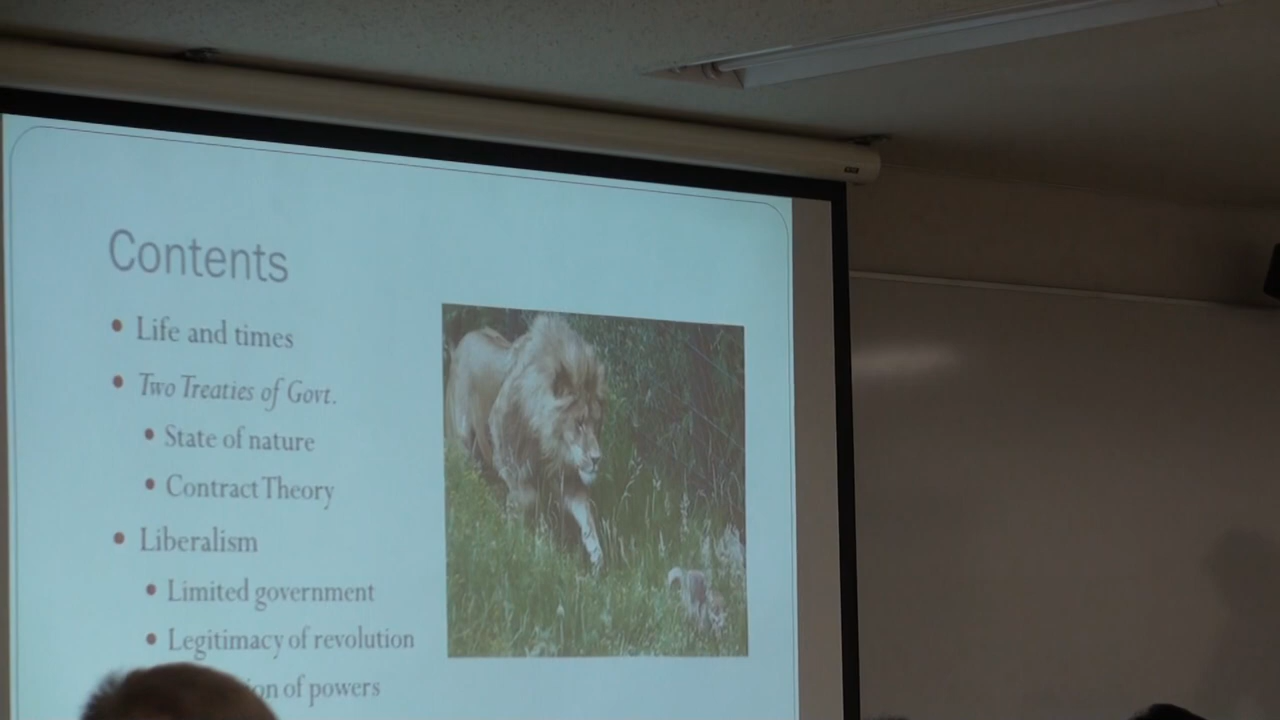 Contents
• Life and times
• Two Treaties of Govt.
• State of nature
• Contract Theory
• Liberalism
• Limited government
• Legitimacy of revolution
of powers